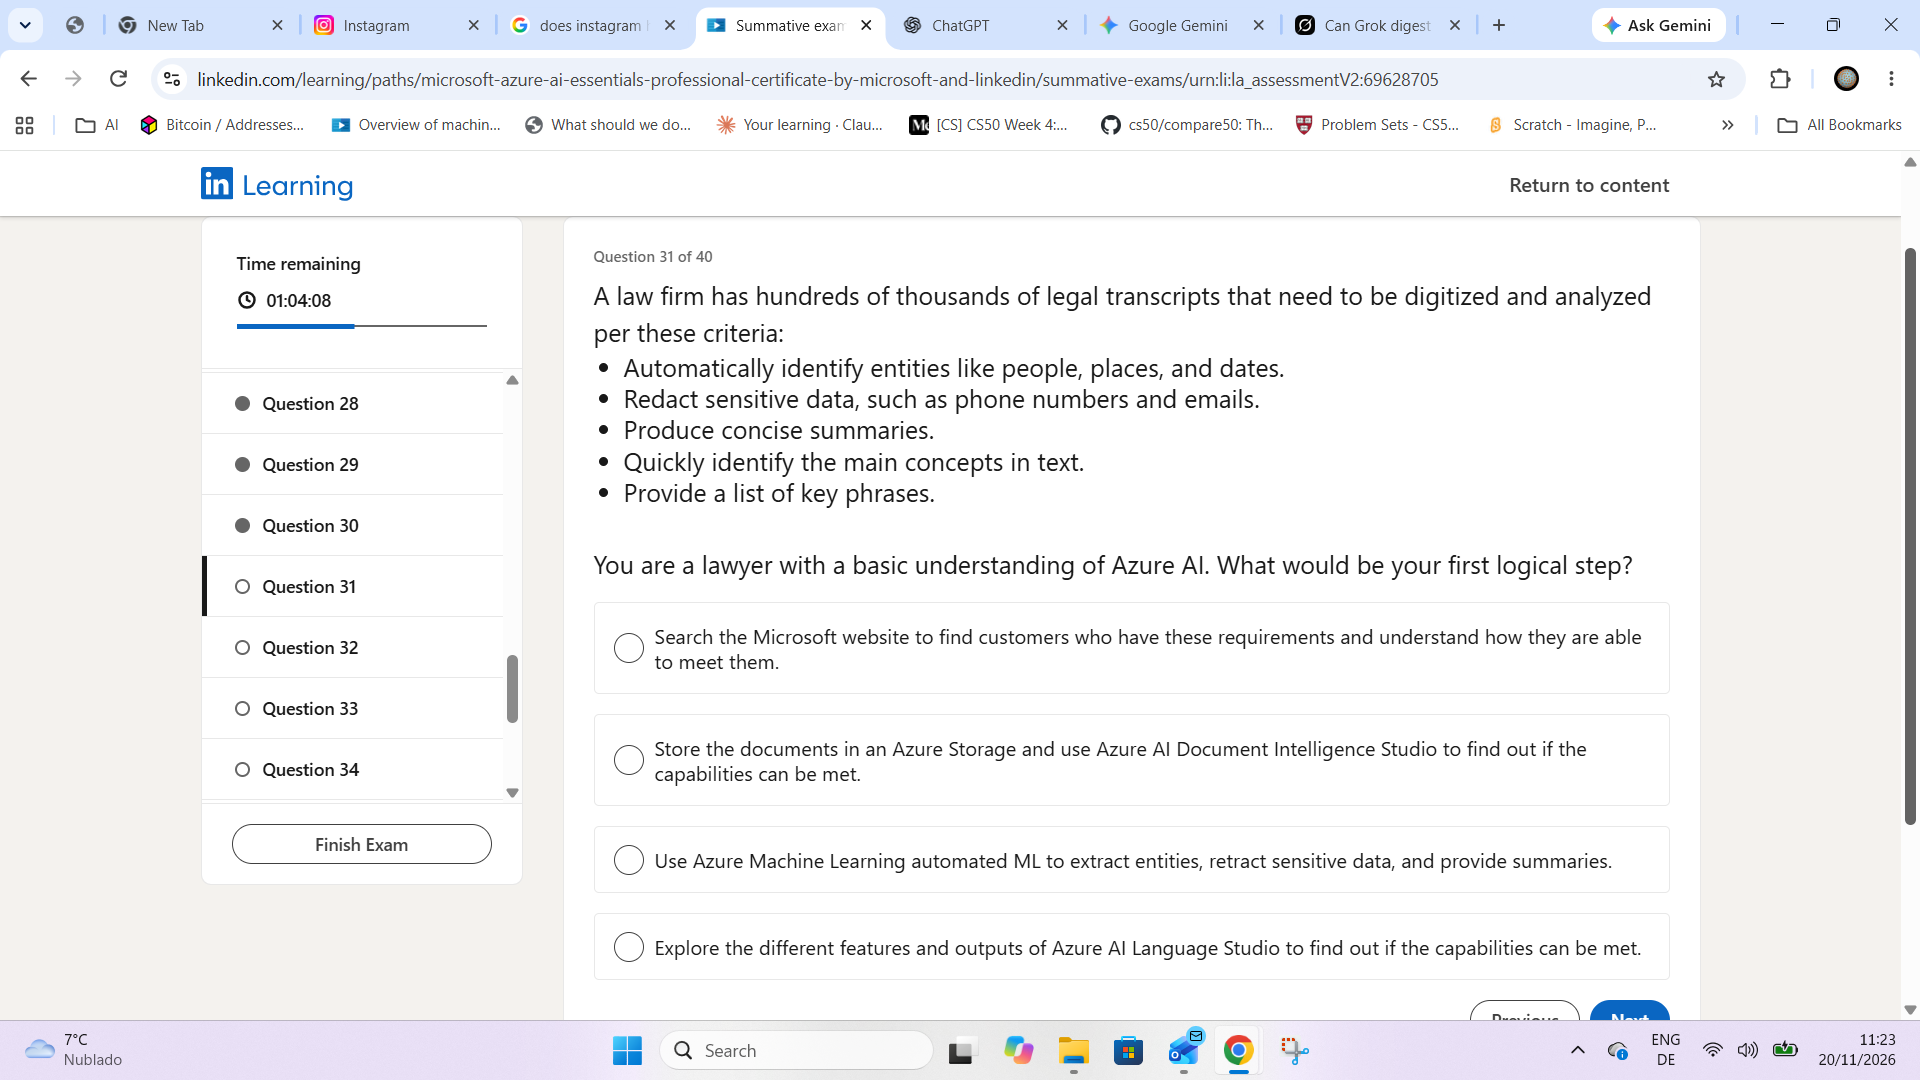 New Tab
Instagram
does instagram
Summative exam
ChatGPT
Google Gemini
Can Grok digest
Ask Gemini
linkedin.com/learning/paths/microsoft-azure-ai-essentials-professional-certificate-by-microsoft-and-linkedin/summative-exams/urn:li:la_assessmentV2:69628705
AI
Bitcoin / Addresses...
Overview of machin...
What should we do...
Your learning · Clau...
[CS] CS50 Week 4:...
cs50/compare50: Th...
Problem Sets - CS5...
Scratch - Imagine, P...
All Bookmarks
in Learning
Return to content
Time remaining
01:04:08
Question 28
Question 29
Question 30
Question 31
Question 32
Question 33
Question 34
Finish Exam
Question 31 of 40
A law firm has hundreds of thousands of legal transcripts that need to be digitized and analyzed
per these criteria:
• Automatically identify entities like people, places, and dates.
• Redact sensitive data, such as phone numbers and emails.
• Produce concise summaries.
• Quickly identify the main concepts in text.
• Provide a list of key phrases.
You are a lawyer with a basic understanding of Azure AI. What would be your first logical step?
Search the Microsoft website to find customers who have these requirements and understand how they are able
to meet them.
Store the documents in an Azure Storage and use Azure AI Document Intelligence Studio to find out if the
capabilities can be met.
Use Azure Machine Learning automated ML to extract entities, retract sensitive data, and provide summaries.
Explore the different features and outputs of Azure AI Language Studio to find out if the capabilities can be met.
Previous
Next
7°C
Nublado
Search
ENG
DE
11:23
20/11/2026